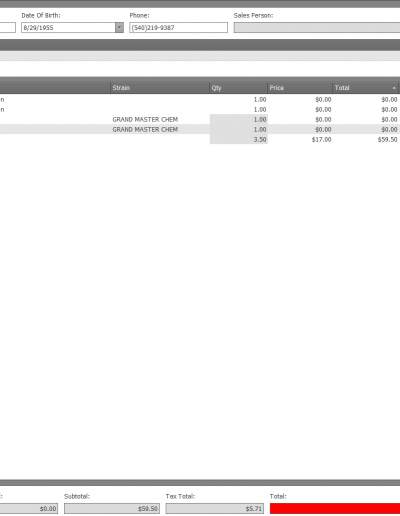 Date Of Birth: Phone: Sales Person:
8/29/1955 (540)219-9387
Strain Qty Price Total
n 1.00 $0.00 $0.00
n 1.00 $0.00 $0.00
GRAND MASTER CHEM 1.00 $0.00 $0.00
GRAND MASTER CHEM 1.00 $0.00 $0.00
3.50 $17.00 $59.50
: Subtotal: Tax Total: Total:
$0.00 $59.50 $5.71